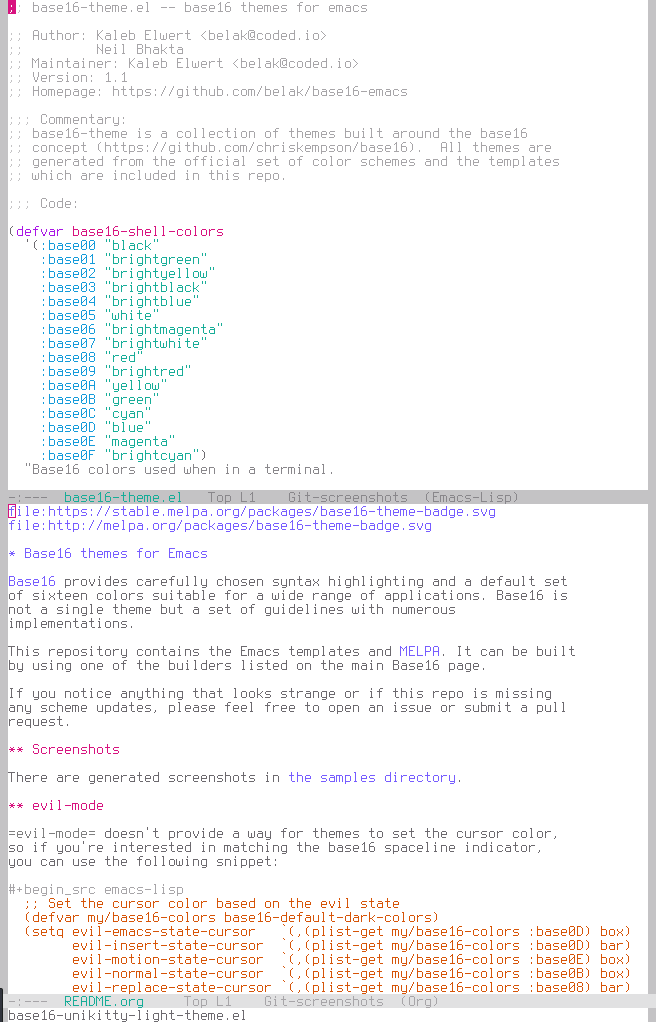 ;; base16-theme.el -- base16 themes for emacs
;; Author: Kaleb Elwert <belak@coded.io>
;;         Neil Bhakta
;; Maintainer: Kaleb Elwert <belak@coded.io>
;; Version: 1.1
;; Homepage: https://github.com/belak/base16-emacs
;;; Commentary:
;; base16-theme is a collection of themes built around the base16
;; concept (https://github.com/chriskempson/base16).  All themes are
;; generated from the official set of color schemes and the templates
;; which are included in this repo.
;;; Code:
(defvar base16-shell-colors
  '(:base00 "black"
    :base01 "brightgreen"
    :base02 "brightyellow"
    :base03 "brightblack"
    :base04 "brightblue"
    :base05 "white"
    :base06 "brightmagenta"
    :base07 "brightwhite"
    :base08 "red"
    :base09 "brightred"
    :base0A "yellow"
    :base0B "green"
    :base0C "cyan"
    :base0D "blue"
    :base0E "magenta"
    :base0F "brightcyan")
  "Base16 colors used when in a terminal.
-:---  base16-theme.el   Top L1    Git-screenshots  (Emacs-Lisp)
file:https://stable.melpa.org/packages/base16-theme-badge.svg
file:http://melpa.org/packages/base16-theme-badge.svg
* Base16 themes for Emacs
Base16 provides carefully chosen syntax highlighting and a default set
of sixteen colors suitable for a wide range of applications. Base16 is
not a single theme but a set of guidelines with numerous
implementations.
This repository contains the Emacs templates and MELPA. It can be built
by using one of the builders listed on the main Base16 page.
If you notice anything that looks strange or if this repo is missing
any scheme updates, please feel free to open an issue or submit a pull
request.
** Screenshots
There are generated screenshots in the samples directory.
** evil-mode
=evil-mode= doesn't provide a way for themes to set the cursor color,
so if you're interested in matching the base16 spaceline indicator,
you can use the following snippet:
#+begin_src emacs-lisp
  ;; Set the cursor color based on the evil state
  (defvar my/base16-colors base16-default-dark-colors)
  (setq evil-emacs-state-cursor   `(,(plist-get my/base16-colors :base0D) box)
        evil-insert-state-cursor  `(,(plist-get my/base16-colors :base0D) bar)
        evil-motion-state-cursor  `(,(plist-get my/base16-colors :base0E) box)
        evil-normal-state-cursor  `(,(plist-get my/base16-colors :base0B) box)
        evil-replace-state-cursor `(,(plist-get my/base16-colors :base08) bar)
-:---  README.org     Top L1    Git-screenshots  (Org)
base16-unikitty-light-theme.el